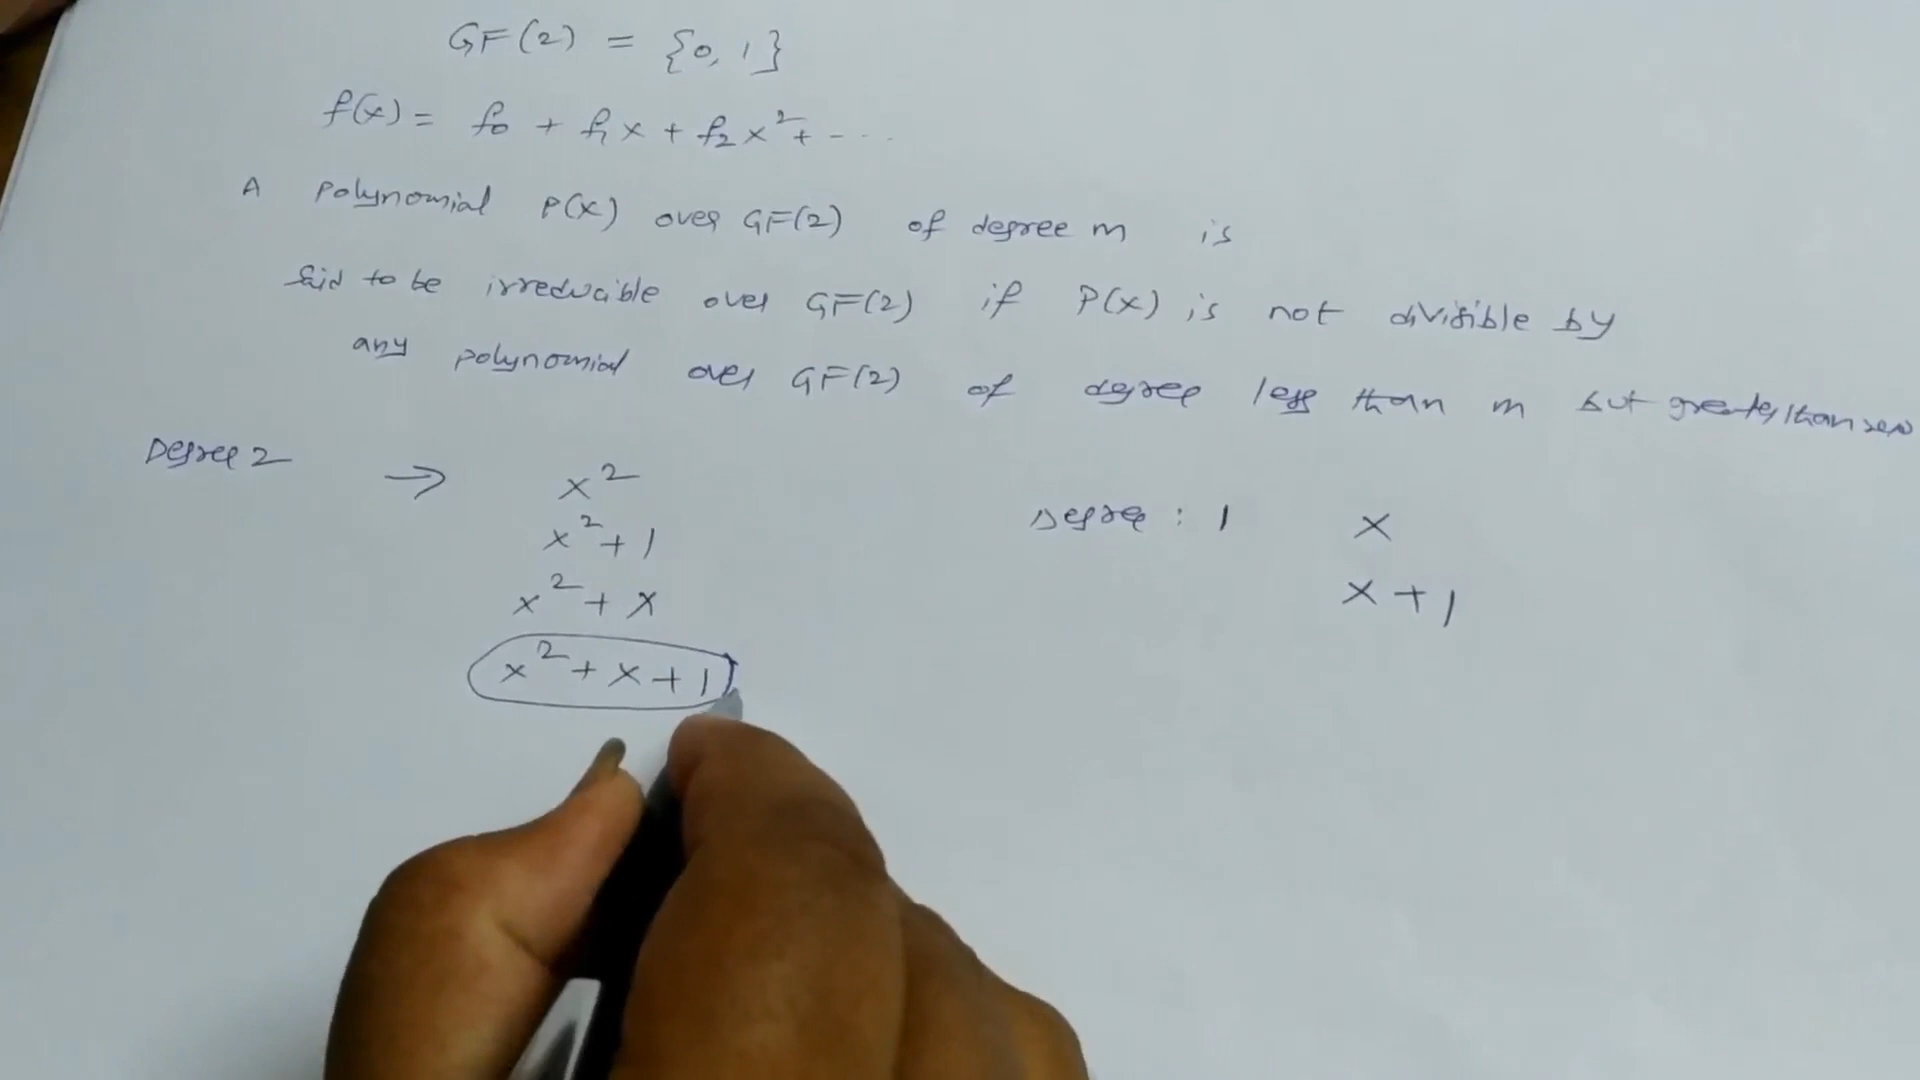 GF(2) = {0, 1}
f(x) = f₀ + f₁x + f₂x² + - - - -
A polynomial P(X) over GF(2) of degree m is
said to be irreducible over GF(2) if P(X) is not divisible by
any polynomial over GF(2) of degree less than m but greater than zero
Degree 2 → x²
x² + 1
x² + x
x² + x + 1
Degree : 1 x
x + 1